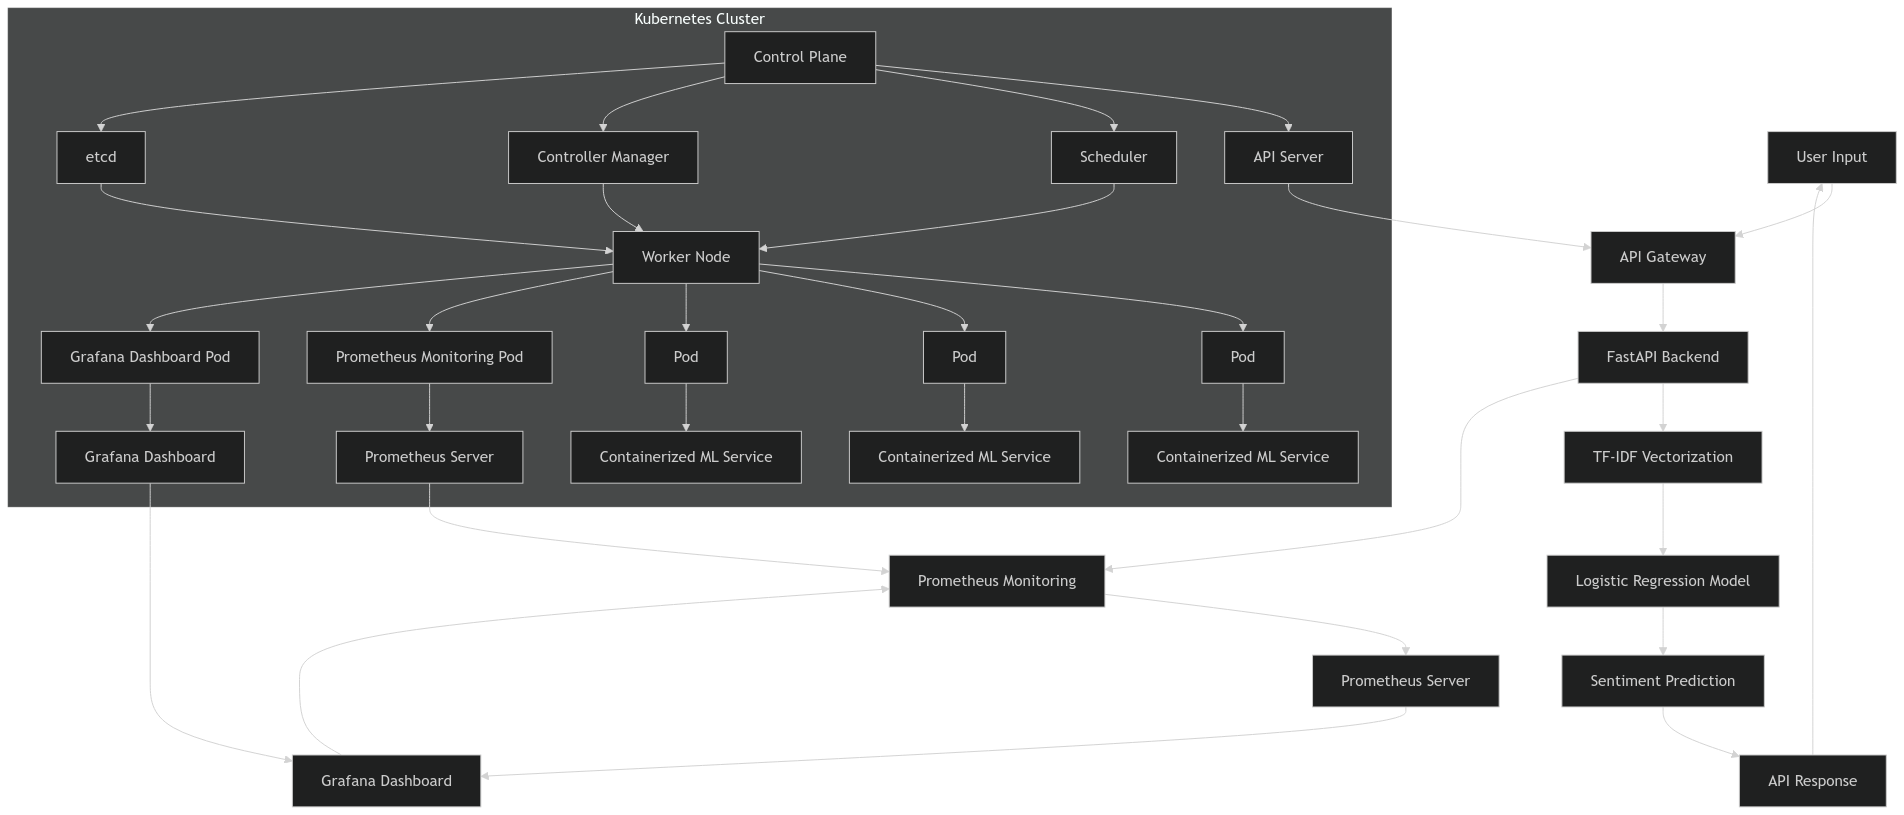 Kubernetes Cluster
Control Plane
etcd
Controller Manager
Scheduler
API Server
User Input
Worker Node
API Gateway
Grafana Dashboard Pod
Prometheus Monitoring Pod
Pod
Pod
Pod
FastAPI Backend
Grafana Dashboard
Prometheus Server
Containerized ML Service
Containerized ML Service
Containerized ML Service
TF-IDF Vectorization
Prometheus Monitoring
Logistic Regression Model
Prometheus Server
Sentiment Prediction
Grafana Dashboard
API Response